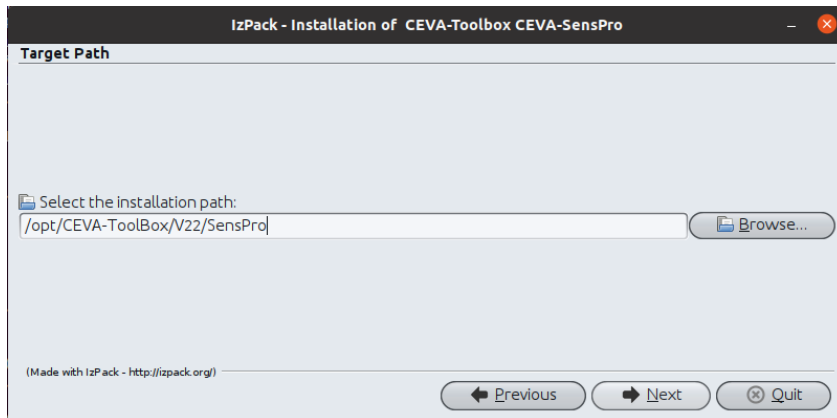 IzPack - Installation of CEVA-Toolbox CEVA-SensPro
Target Path
Select the installation path:
/opt/CEVA-ToolBox/V22/SensPro
Browse...
(Made with IzPack - http://izpack.org/)
Previous
Next
Quit